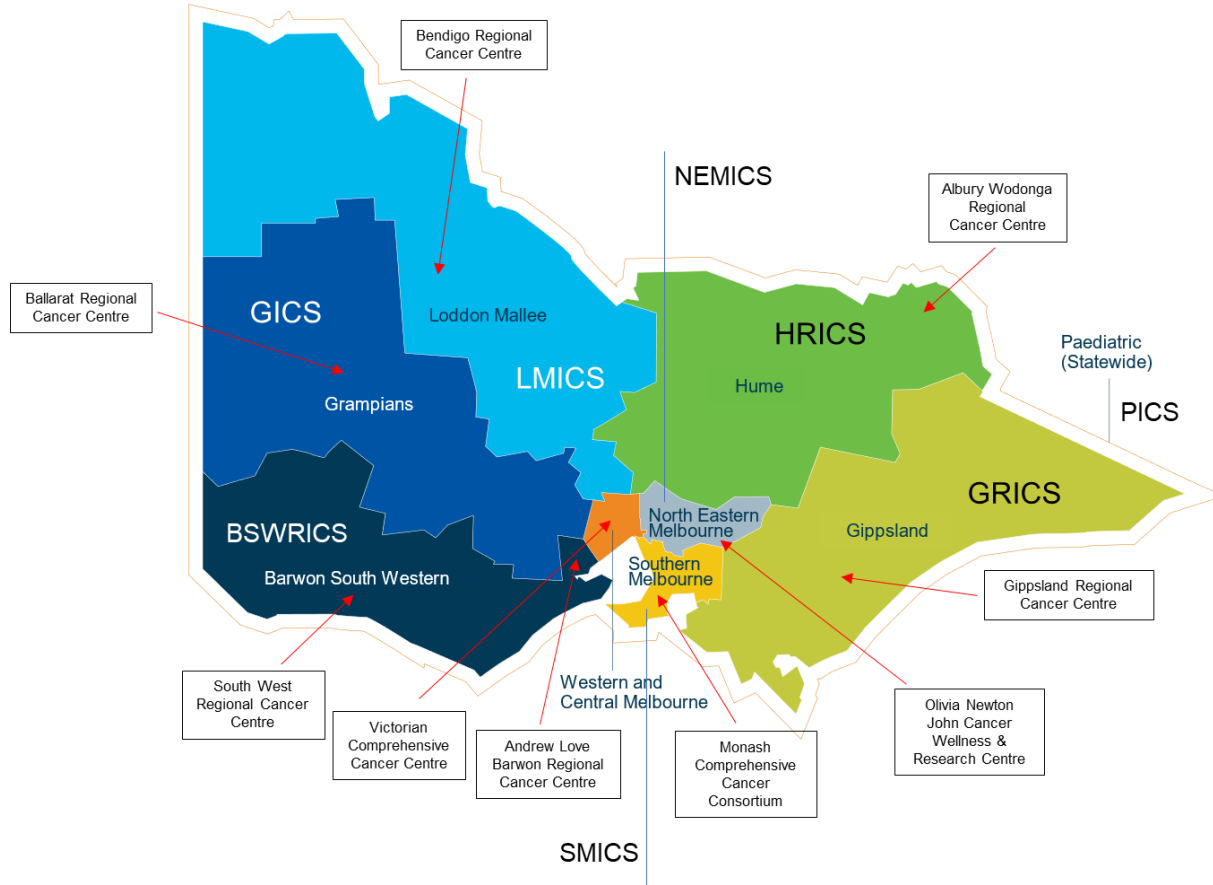 Bendigo Regional
Cancer Centre
NEMICS
Albury Wodonga
Regional
Cancer Centre
Ballarat Regional
Cancer Centre
GICS
Loddon Mallee
HRICS
Paediatric
(Statewide)
LMICS
Hume
Grampians
PICS
GRICS
North Eastern
Melbourne
BSWRICS
Gippsland
Barwon South Western
Southern
Melbourne
Gippsland Regional
Cancer Centre
South West
Regional Cancer
Centre
Western and
Central Melbourne
Victorian
Comprehensive
Cancer Centre
Andrew Love
Barwon Regional
Cancer Centre
Monash
Comprehensive
Cancer
Consortium
Olivia Newton
John Cancer
Wellness &
Research Centre
SMICS